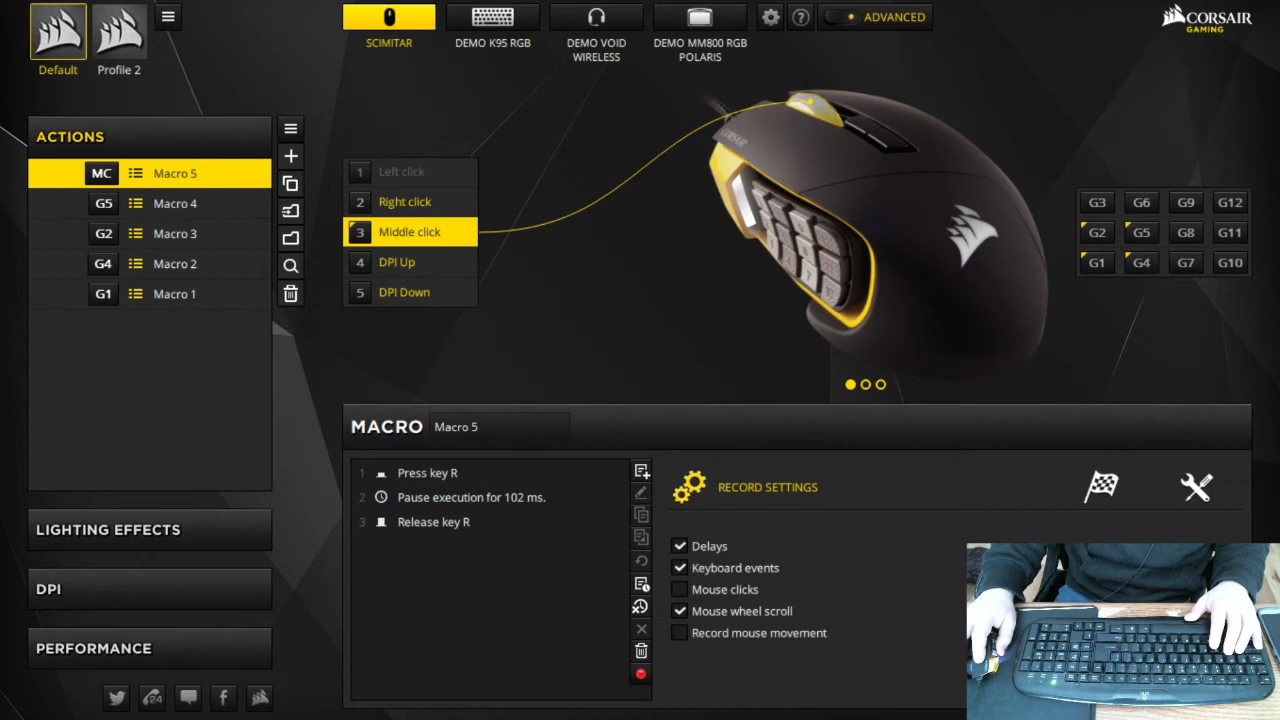 Default
Profile 2
SCIMITAR
DEMO K95 RGB
DEMO VOID
WIRELESS
DEMO MM800 RGB
POLARIS
?
ADVANCED
CORSAIR
GAMING
ACTIONS
MC Macro 5
G5 Macro 4
G2 Macro 3
G4 Macro 2
G1 Macro 1
1 Left click
2 Right click
3 Middle click
4 DPI Up
5 DPI Down
CORSAIR
G3 G6 G9 G12
G2 G5 G8 G11
G1 G4 G7 G10
MACRO Macro 5
1 Press key R
2 Pause execution for 102 ms.
3 Release key R
RECORD SETTINGS
Delays
Keyboard events
Mouse clicks
Mouse wheel scroll
Record mouse movement
LIGHTING EFFECTS
DPI
PERFORMANCE
24